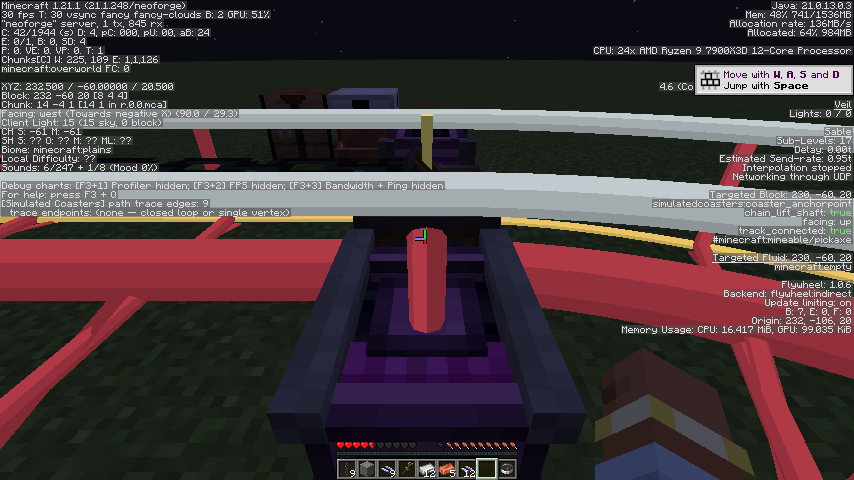 Minecraft 1.21.1 (21.1.248/neoforge)
30 fps T: 30 vsync fancy fancy-clouds B: 2 GPU: 51%
"neoforge" server, 1 tx, 845 rx
C: 42/1944 (s) D: 4, pC: 000, pU: 00, aB: 24
E: 0/1, B: 0, SD: 4
P: 0. VE: 0. VP: 0. T: 1
Chunks[C] W: 225, 109 E: 1,1,126
minecraft:overworld FC: 0
XYZ: 232.500 / -60.00000 / 20.500
Block: 232 -60 20 [8 4 4]
Chunk: 14 -4 1 [14 1 in r.0.0.mca]
Facing: west (Towards negative X) (90.0 / 29.3)
Client Light: 15 (15 sky, 0 block)
CH S: -61 M: -61
SH S: ?? O: ?? M: ?? ML: ??
Biome: minecraft:plains
Local Difficulty: ??
Sounds: 6/247 + 1/8 (Mood 0%)
Debug charts: [F3+1] Profiler hidden; [F3+2] FPS hidden; [F3+3] Bandwidth + Ping hidden
For help: press F3 + Q
[Simulated Coasters] path trace edges: 9
trace endpoints: (none — closed loop or single vertex)
Java: 21.0.13.0.3
Mem: 48% 741/1536MB
Allocation rate: 136MB/s
Allocated: 64% 984MB
CPU: 24x AMD Ryzen 9 7900X3D 12-Core Processor
4.6 (Co
Move with W, A, S and D
Jump with Space
Veil
Lights: 0 / 0
Sable
Sub-Levels: 17
Delay: 0.00t
Estimated Send-rate: 0.95t
Interpolation stopped
Networking through UDP
Targeted Block: 230, -60, 20
simulatedcoasters:coaster_anchorpoint
chain_lift_shaft: true
facing: up
track_connected: true
#minecraft:mineable/pickaxe
Targeted Fluid: 230, -60, 20
minecraft:empty
Flywheel: 1.0.6
Backend: flywheel:indirect
Update limiting: on
B: 7, E: 0, F: 0
Origin: 232, -106, 20
Memory Usage: CPU: 16.417 MiB, GPU: 99.035 KiB
9 9 12 5 12